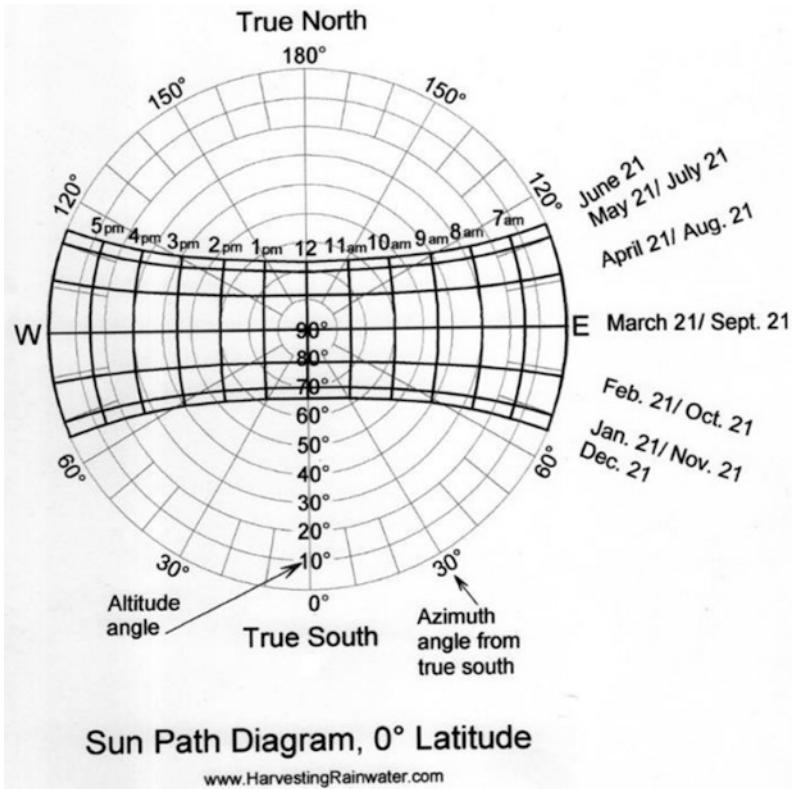 True North
180°
150° 150°
120° 120°
June 21
May 21/ July 21
April 21/ Aug. 21
5pm 4pm 3pm 2pm 1pm 12 11am 10am 9am 8am 7am
W 90° E March 21/ Sept. 21
80°
70°
60°
50°
40°
30°
20°
10°
0°
Feb. 21/ Oct. 21
Jan. 21/ Nov. 21
Dec. 21
60° 60°
30° 30°
Altitude
angle
True South
Azimuth
angle from
true south
Sun Path Diagram, 0° Latitude
www.HarvestingRainwater.com